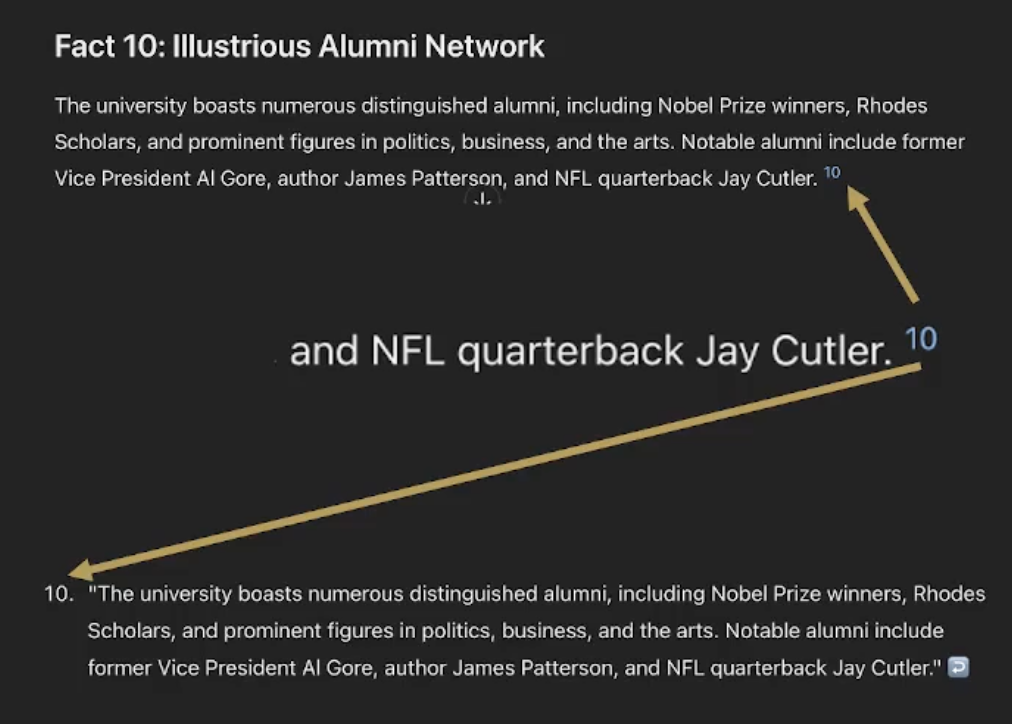 Fact 10: Illustrious Alumni Network
The university boasts numerous distinguished alumni, including Nobel Prize winners, Rhodes
Scholars, and prominent figures in politics, business, and the arts. Notable alumni include former
Vice President Al Gore, author James Patterson, and NFL quarterback Jay Cutler. 10
and NFL quarterback Jay Cutler. 10
10. "The university boasts numerous distinguished alumni, including Nobel Prize winners, Rhodes
Scholars, and prominent figures in politics, business, and the arts. Notable alumni include
former Vice President Al Gore, author James Patterson, and NFL quarterback Jay Cutler."